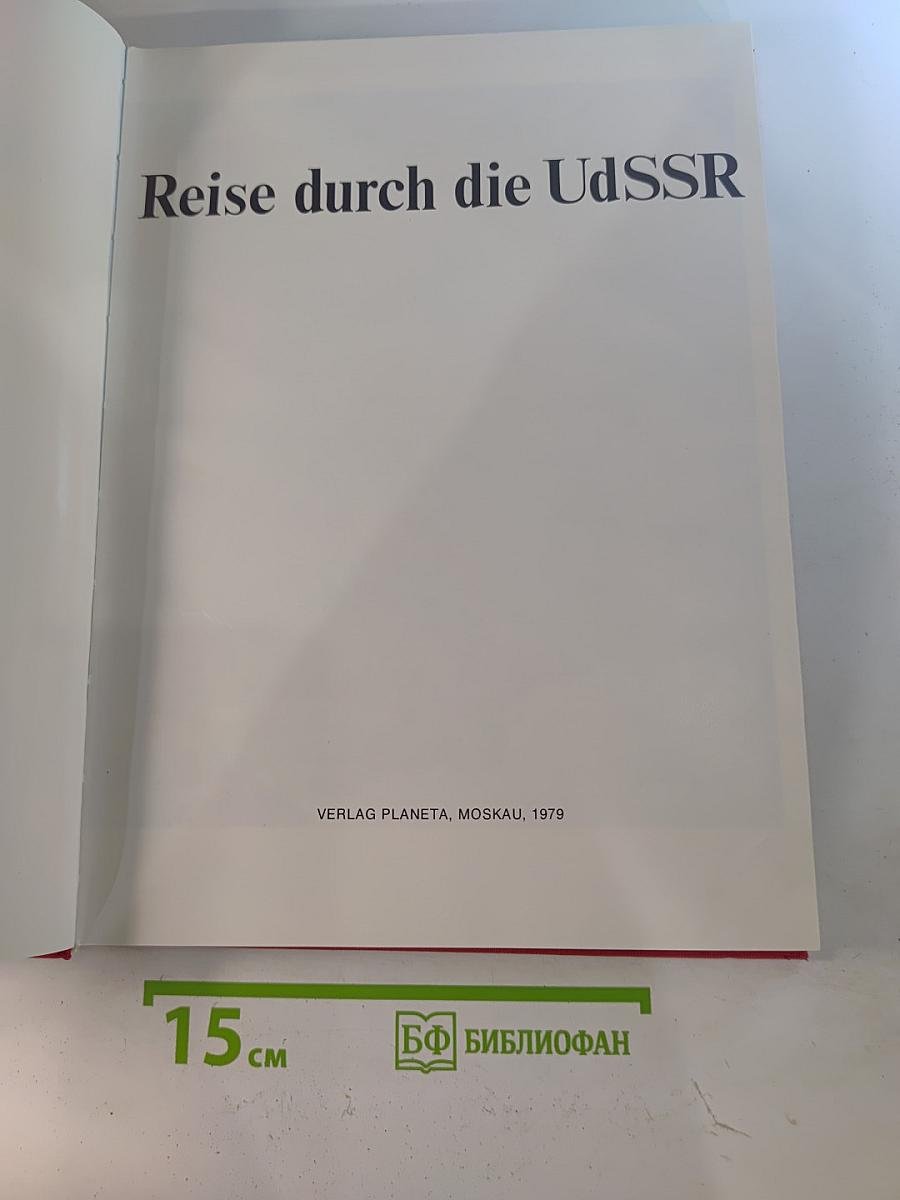 Reise durch die UdSSR
VERLAG PLANETA, MOSKAU, 1979
15 см
БФ БИБЛИОФАН